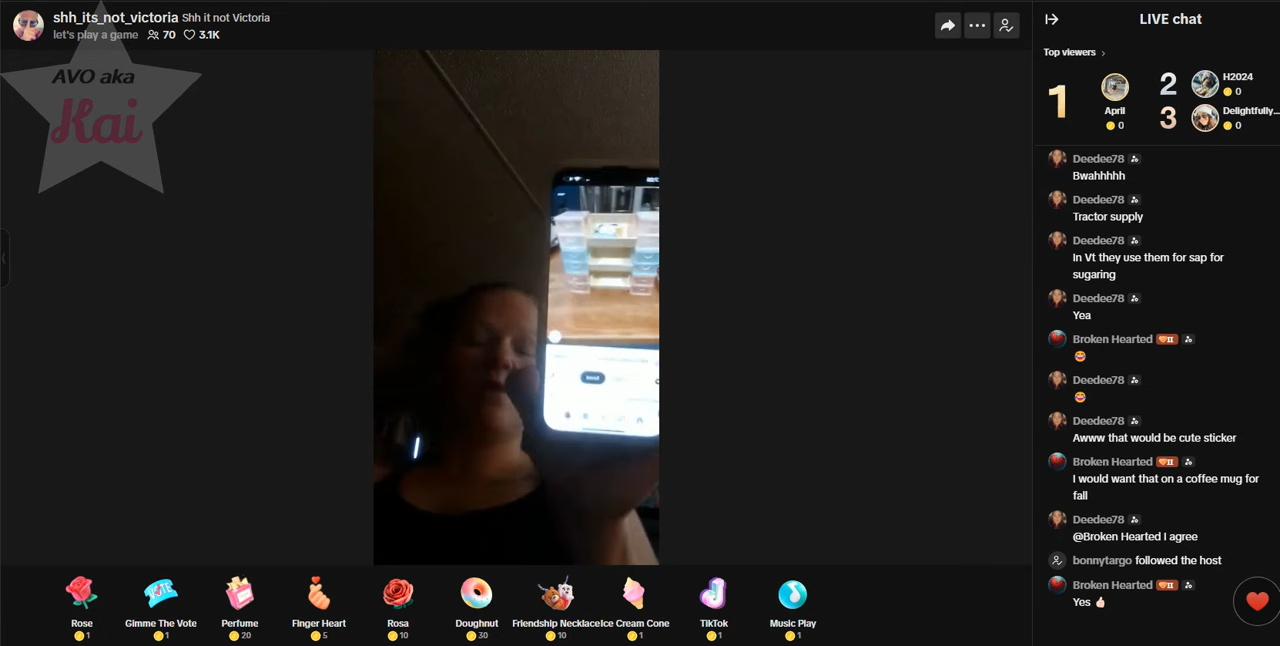 shh_its_not_victoria Shh it not Victoria
let's play a game 70 3.1K
AVO aka
Kai
LIVE chat
Top viewers >
1
April
0
2
H2024
0
3
Delightfully...
0
Deedee78
Bwahhhhh
Deedee78
Tractor supply
Deedee78
In Vt they use them for sap for
sugaring
Deedee78
Yea
Broken Hearted II
Deedee78
Deedee78
Awww that would be cute sticker
Broken Hearted II
I would want that on a coffee mug for
fall
Deedee78
@Broken Hearted I agree
bonnytargo followed the host
Broken Hearted II
Yes
Rose
1
Gimme The Vote
1
Perfume
20
Finger Heart
5
Rosa
10
Doughnut
30
Friendship Necklace
10
Ice Cream Cone
1
TikTok
1
Music Play
1